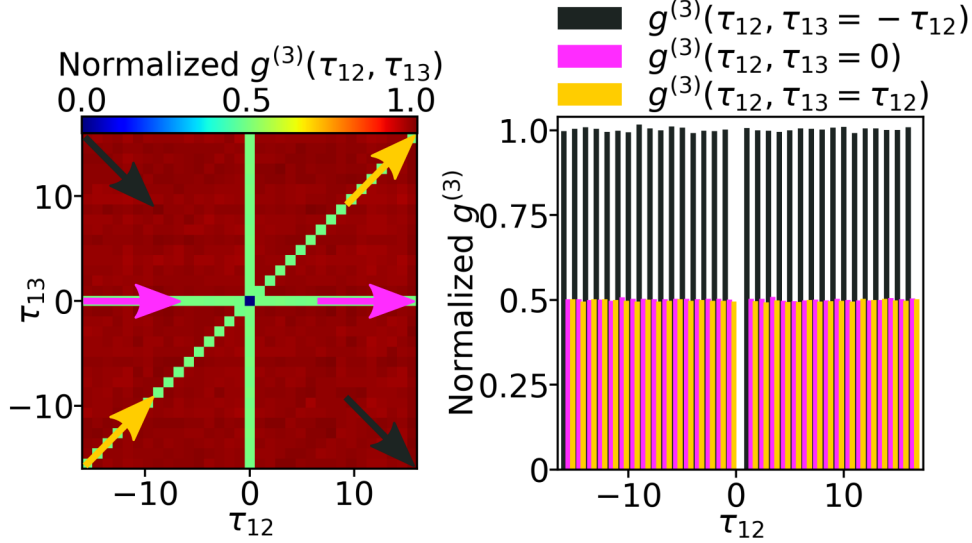 Normalized g⁽³⁾(τ₁₂, τ₁₃)
0.0 0.5 1.0
10
0
−10
τ₁₃
−10 0 10
τ₁₂
g⁽³⁾(τ₁₂, τ₁₃ = − τ₁₂)
g⁽³⁾(τ₁₂, τ₁₃ = 0)
g⁽³⁾(τ₁₂, τ₁₃ = τ₁₂)
1.0
0.75
0.5
0.25
0
Normalized g⁽³⁾
−10 0 10
τ₁₂